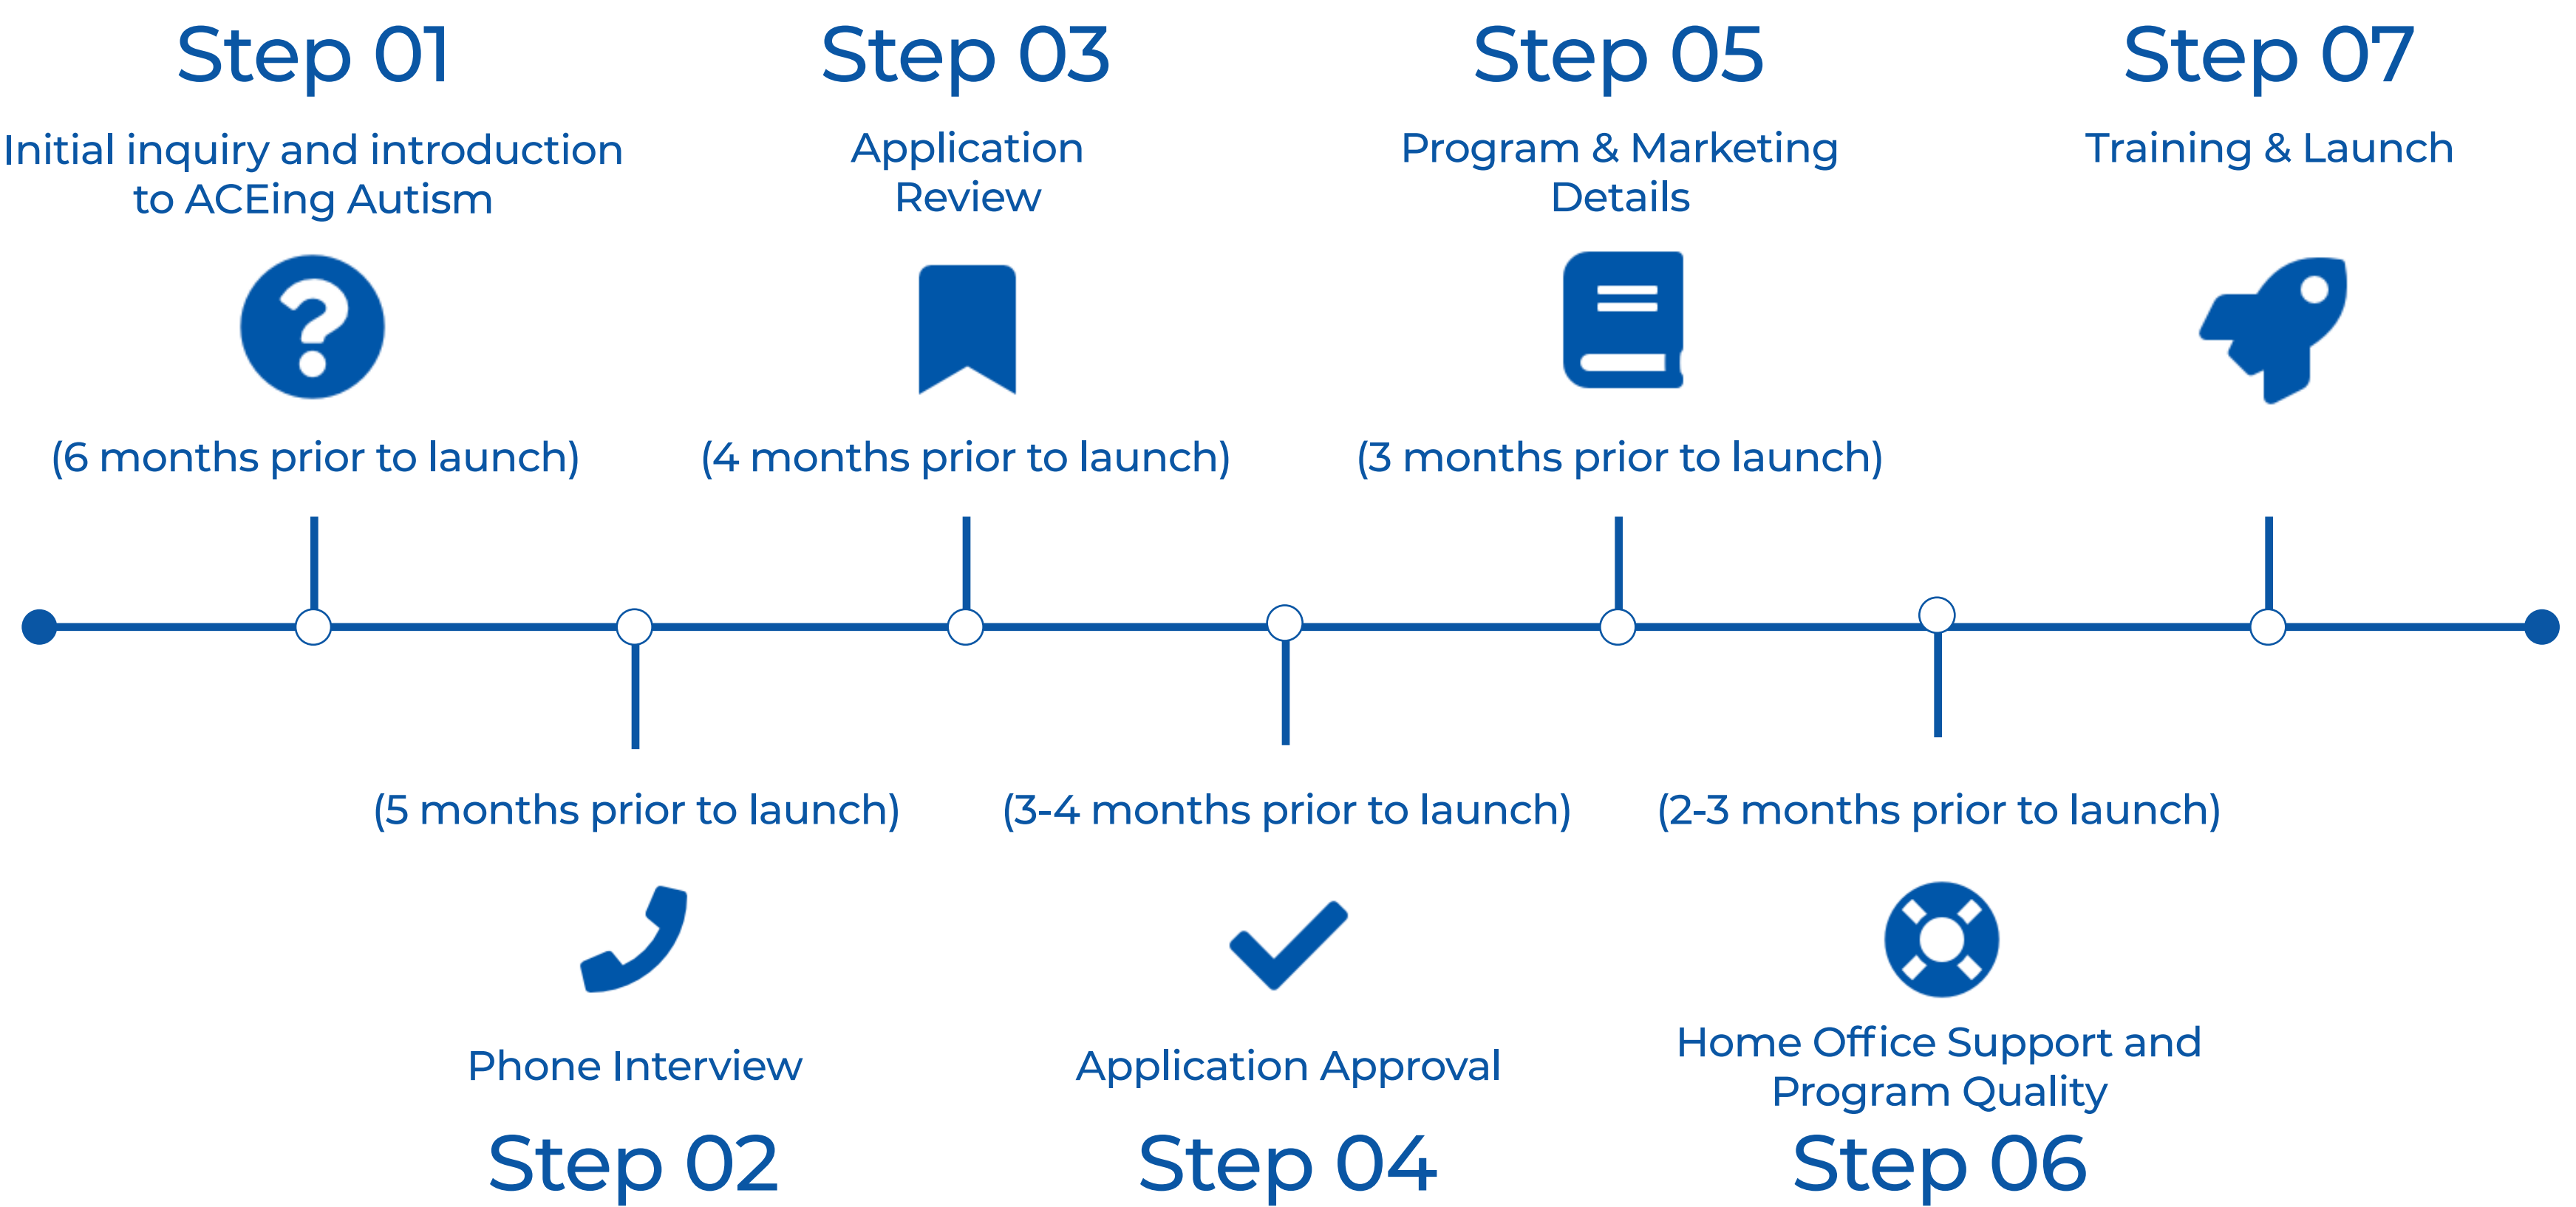 Step 01
Initial inquiry and introduction
to ACEing Autism
(6 months prior to launch)
(5 months prior to launch)
Phone Interview
Step 02
Step 03
Application
Review
(4 months prior to launch)
(3-4 months prior to launch)
Application Approval
Step 04
Step 05
Program & Marketing
Details
(3 months prior to launch)
(2-3 months prior to launch)
Home Office Support and
Program Quality
Step 06
Step 07
Training & Launch